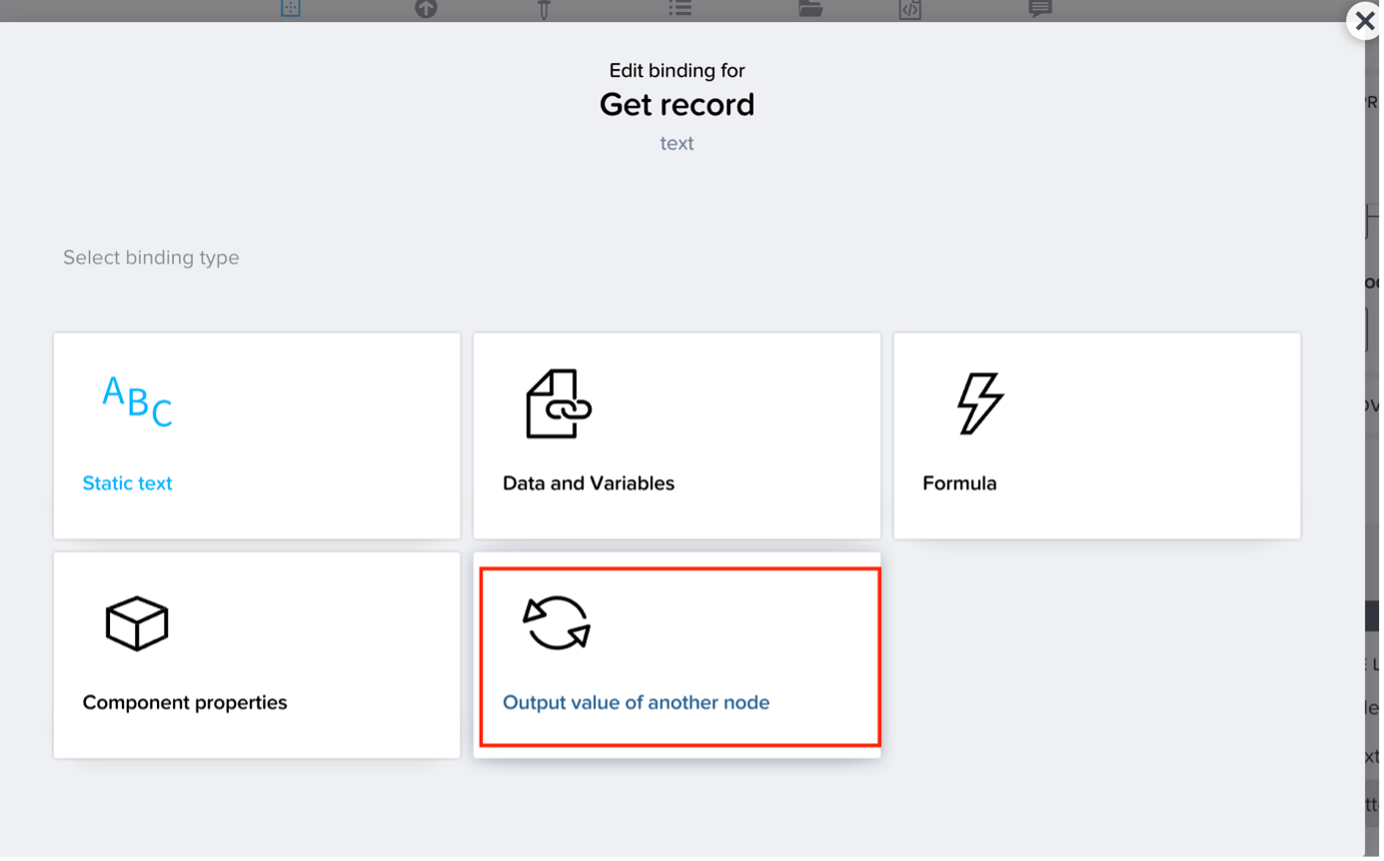 Edit binding for
Get record
text
Select binding type
ABC
Static text
Data and Variables
Formula
Component properties
Output value of another node